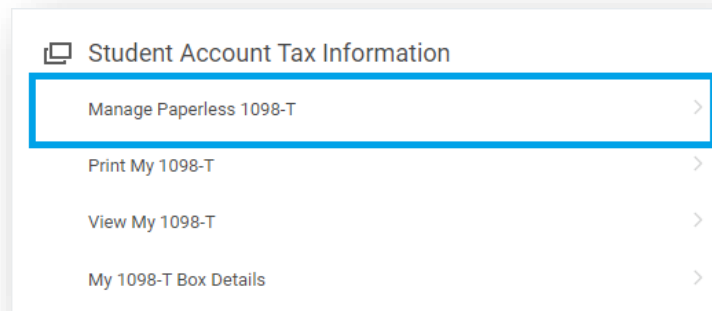 Student Account Tax Information
Manage Paperless 1098-T
Print My 1098-T
View My 1098-T
My 1098-T Box Details